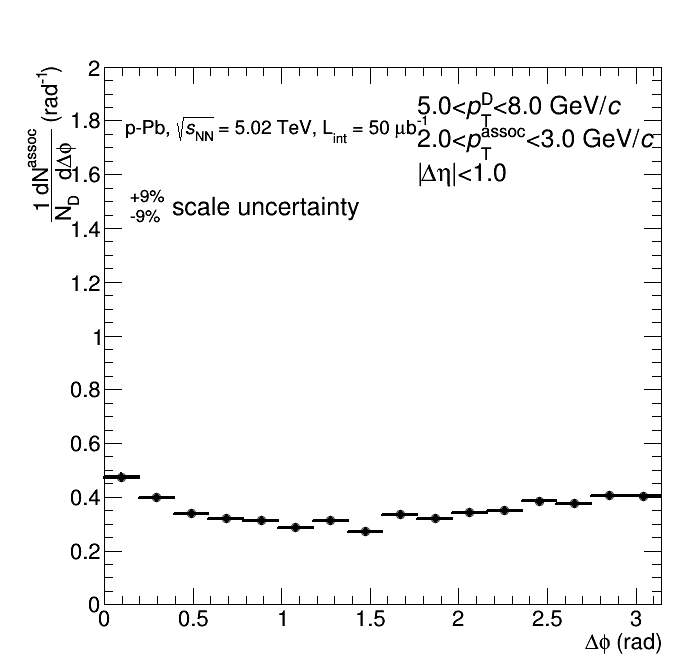 1 dN^assoc
N_D dΔϕ (rad^-1)
2
1.8
1.6
1.4
1.2
1
0.8
0.6
0.4
0.2
0
p-Pb, √s_NN = 5.02 TeV, L_int = 50 μb^-1
+9%
-9% scale uncertainty
5.0<p_T^D<8.0 GeV/c
2.0<p_T^assoc<3.0 GeV/c
|Δη|<1.0
0 0.5 1 1.5 2 2.5 3
Δϕ (rad)